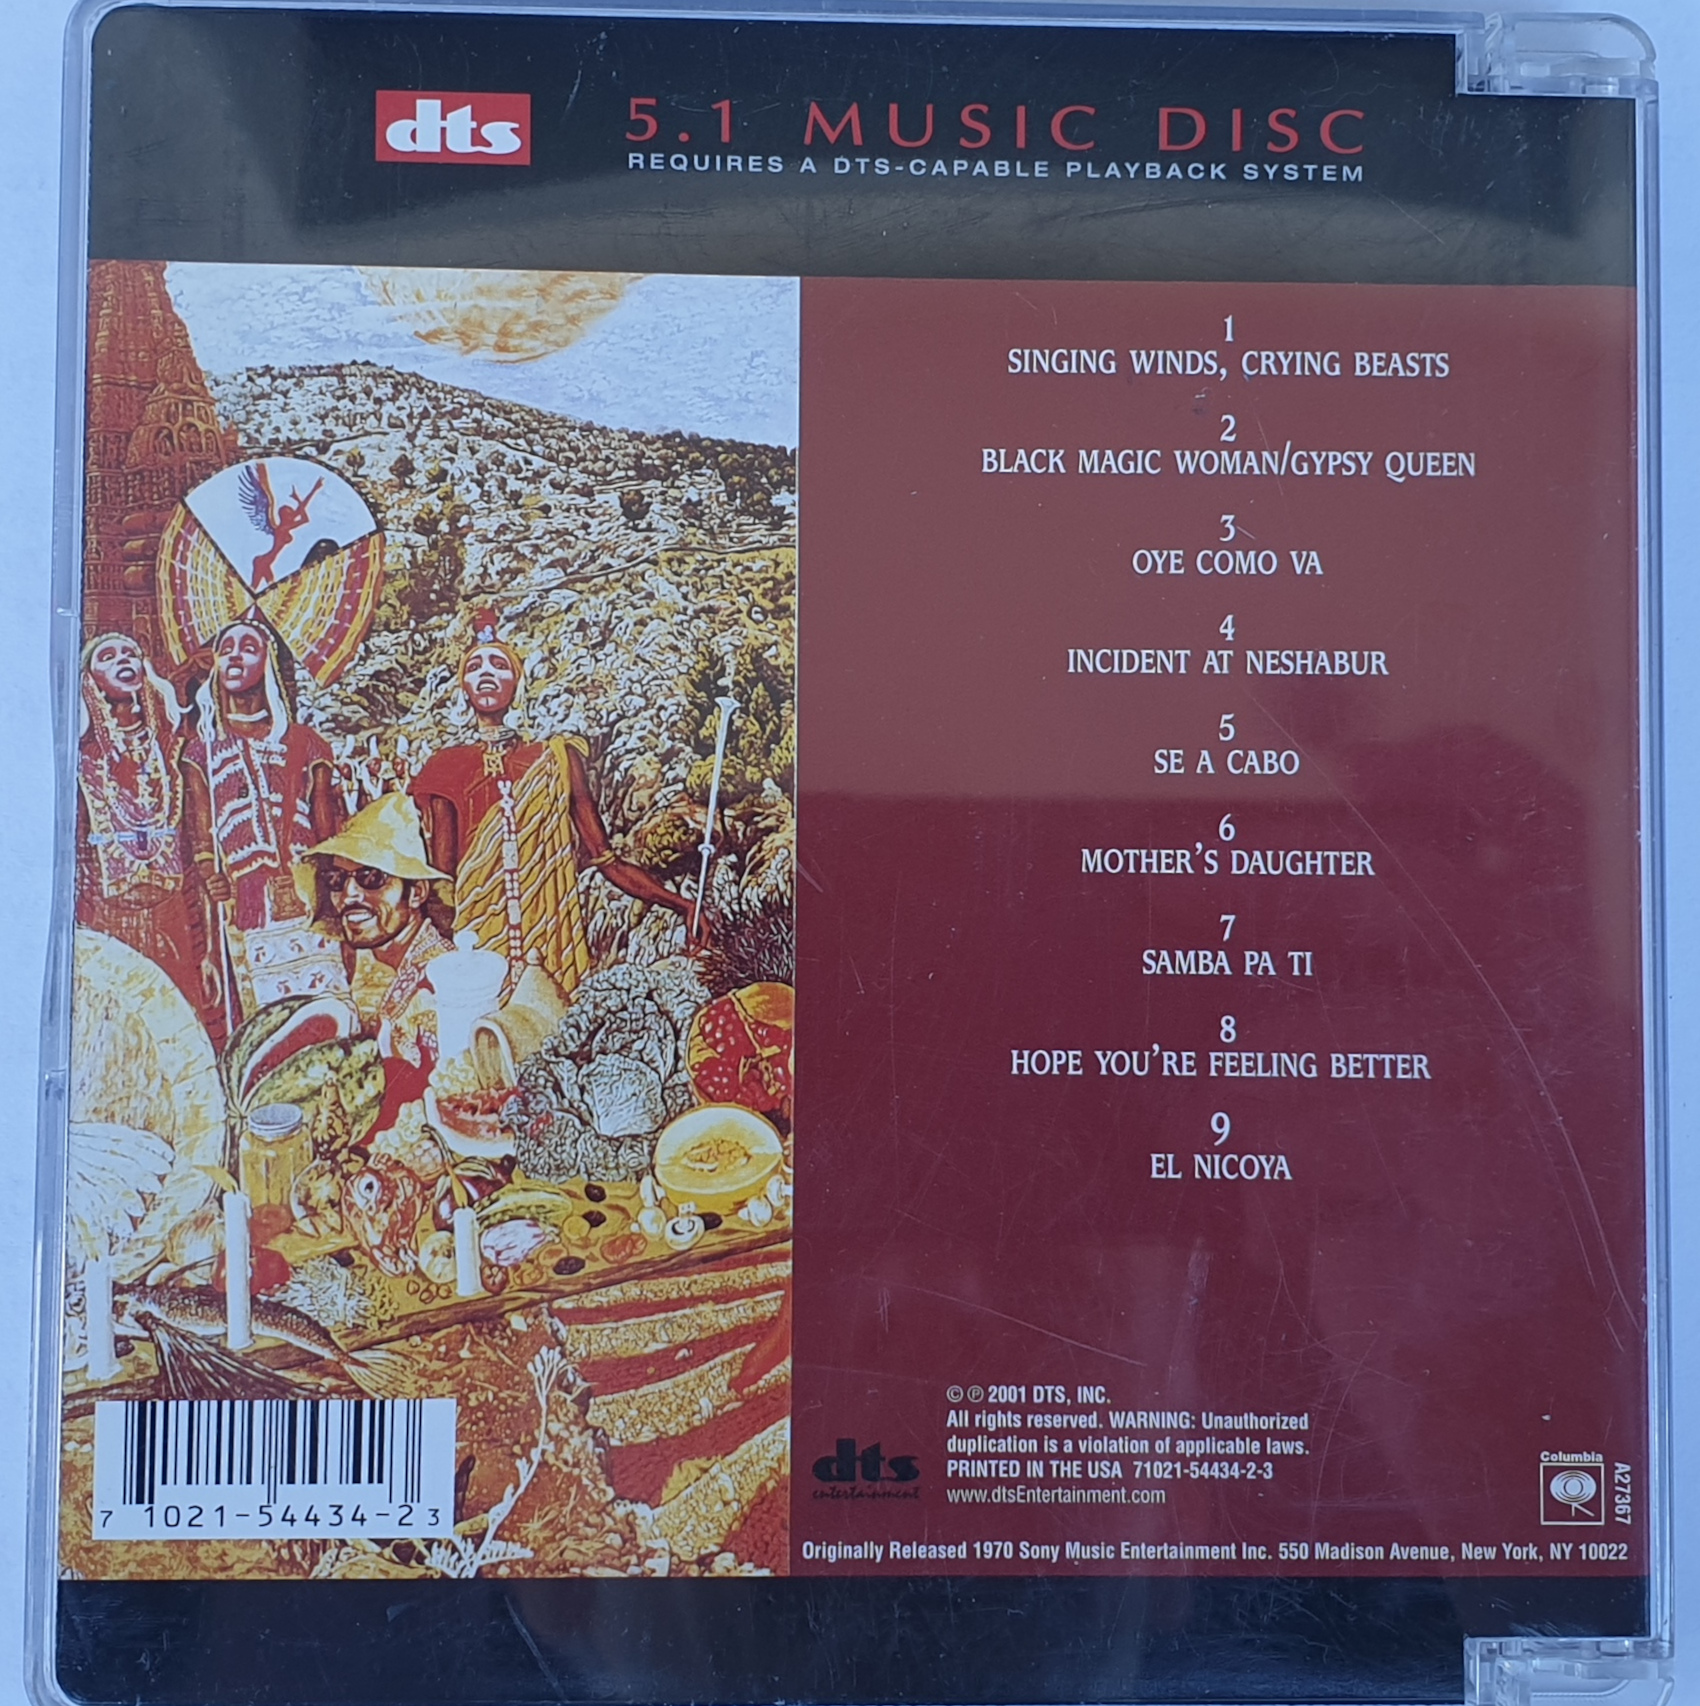 dts
5.1 MUSIC DISC
REQUIRES A DTS-CAPABLE PLAYBACK SYSTEM
1
SINGING WINDS, CRYING BEASTS
2
BLACK MAGIC WOMAN/GYPSY QUEEN
3
OYE COMO VA
4
INCIDENT AT NESHABUR
5
SE A CABO
6
MOTHER'S DAUGHTER
7
SAMBA PA TI
8
HOPE YOU'RE FEELING BETTER
9
EL NICOYA
7 1021-54434-2 3
dts
entertainment
© ℗ 2001 DTS, INC.
All rights reserved. WARNING: Unauthorized
duplication is a violation of applicable laws.
PRINTED IN THE USA 71021-54434-2-3
www.dtsEntertainment.com
Columbia
A27367
Originally Released 1970 Sony Music Entertainment Inc. 550 Madison Avenue, New York, NY 10022